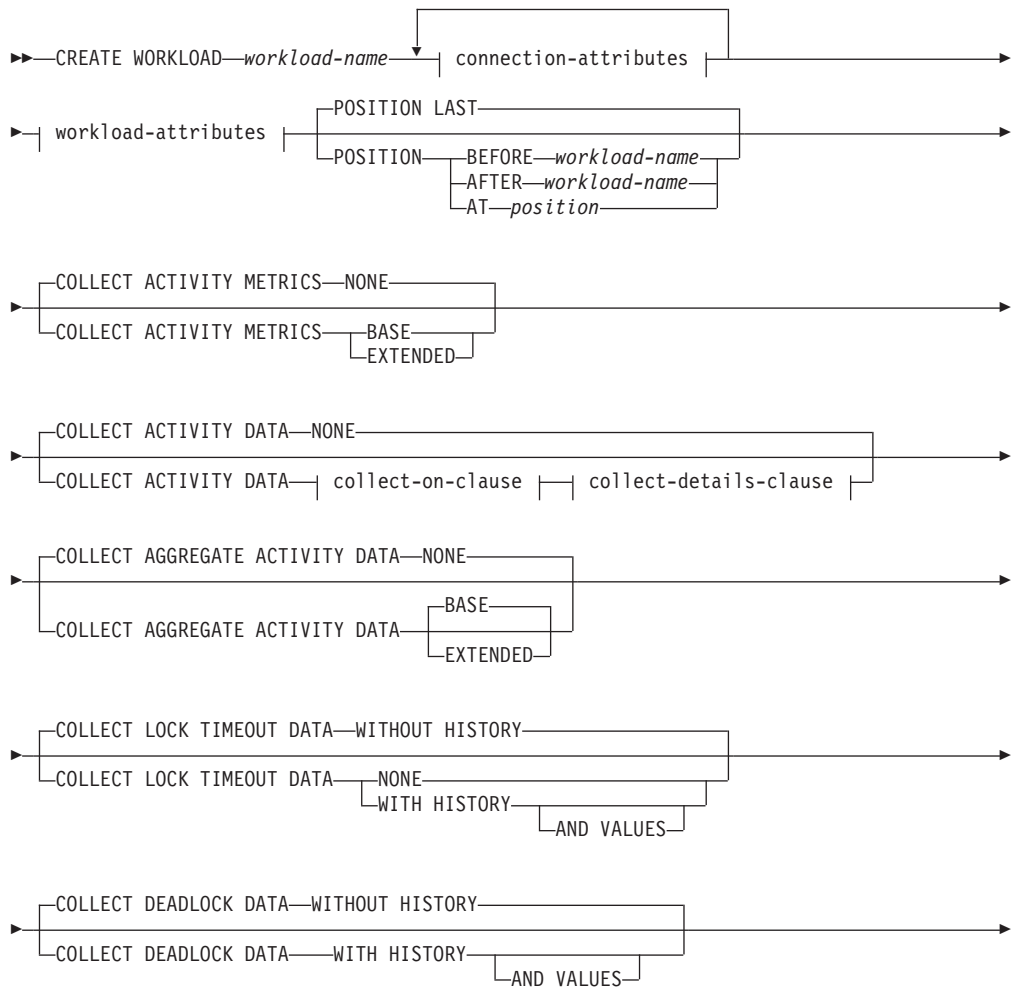 CREATE WORKLOAD workload-name connection-attributes
workload-attributes POSITION LAST
POSITION BEFORE workload-name
AFTER workload-name
AT position
COLLECT ACTIVITY METRICS NONE
COLLECT ACTIVITY METRICS BASE
EXTENDED
COLLECT ACTIVITY DATA NONE
COLLECT ACTIVITY DATA collect-on-clause collect-details-clause
COLLECT AGGREGATE ACTIVITY DATA NONE
BASE
COLLECT AGGREGATE ACTIVITY DATA
EXTENDED
COLLECT LOCK TIMEOUT DATA WITHOUT HISTORY
COLLECT LOCK TIMEOUT DATA NONE
WITH HISTORY
AND VALUES
COLLECT DEADLOCK DATA WITHOUT HISTORY
COLLECT DEADLOCK DATA WITH HISTORY
AND VALUES